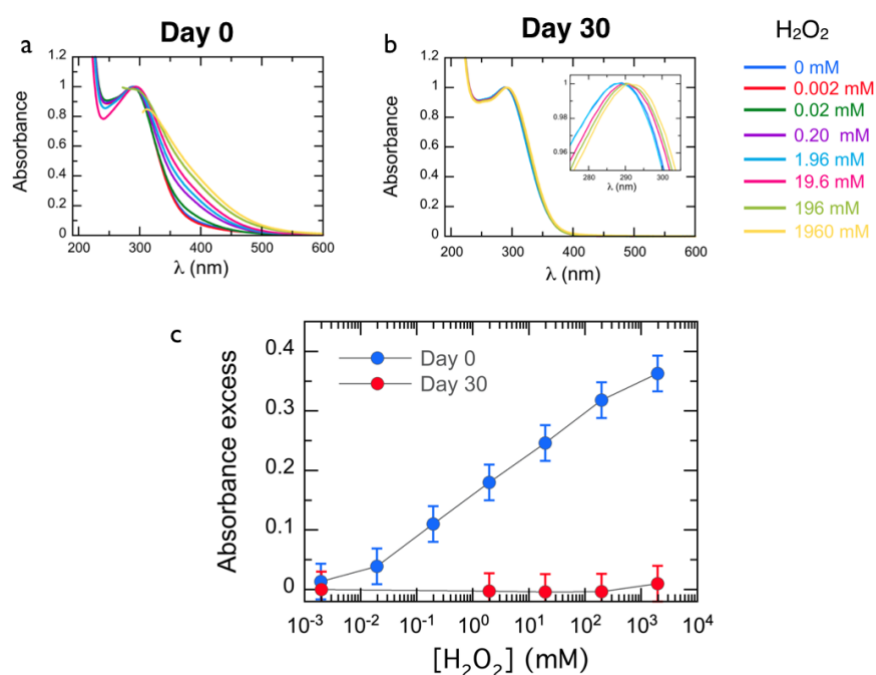 a
Day 0
Absorbance
1.2
1
0.8
0.6
0.4
0.2
0
200
300
400
500
600
λ (nm)
b
Day 30
Absorbance
1.2
1
0.8
0.6
0.4
0.2
0
200
300
400
500
600
λ (nm)
1
0.98
0.96
280
290
300
λ (nm)
H₂O₂
0 mM
0.002 mM
0.02 mM
0.20 mM
1.96 mM
19.6 mM
196 mM
1960 mM
c
Absorbance excess
0.4
0.3
0.2
0.1
0
Day 0
Day 30
10⁻³
10⁻²
10⁻¹
10⁰
10¹
10²
10³
10⁴
[H₂O₂] (mM)